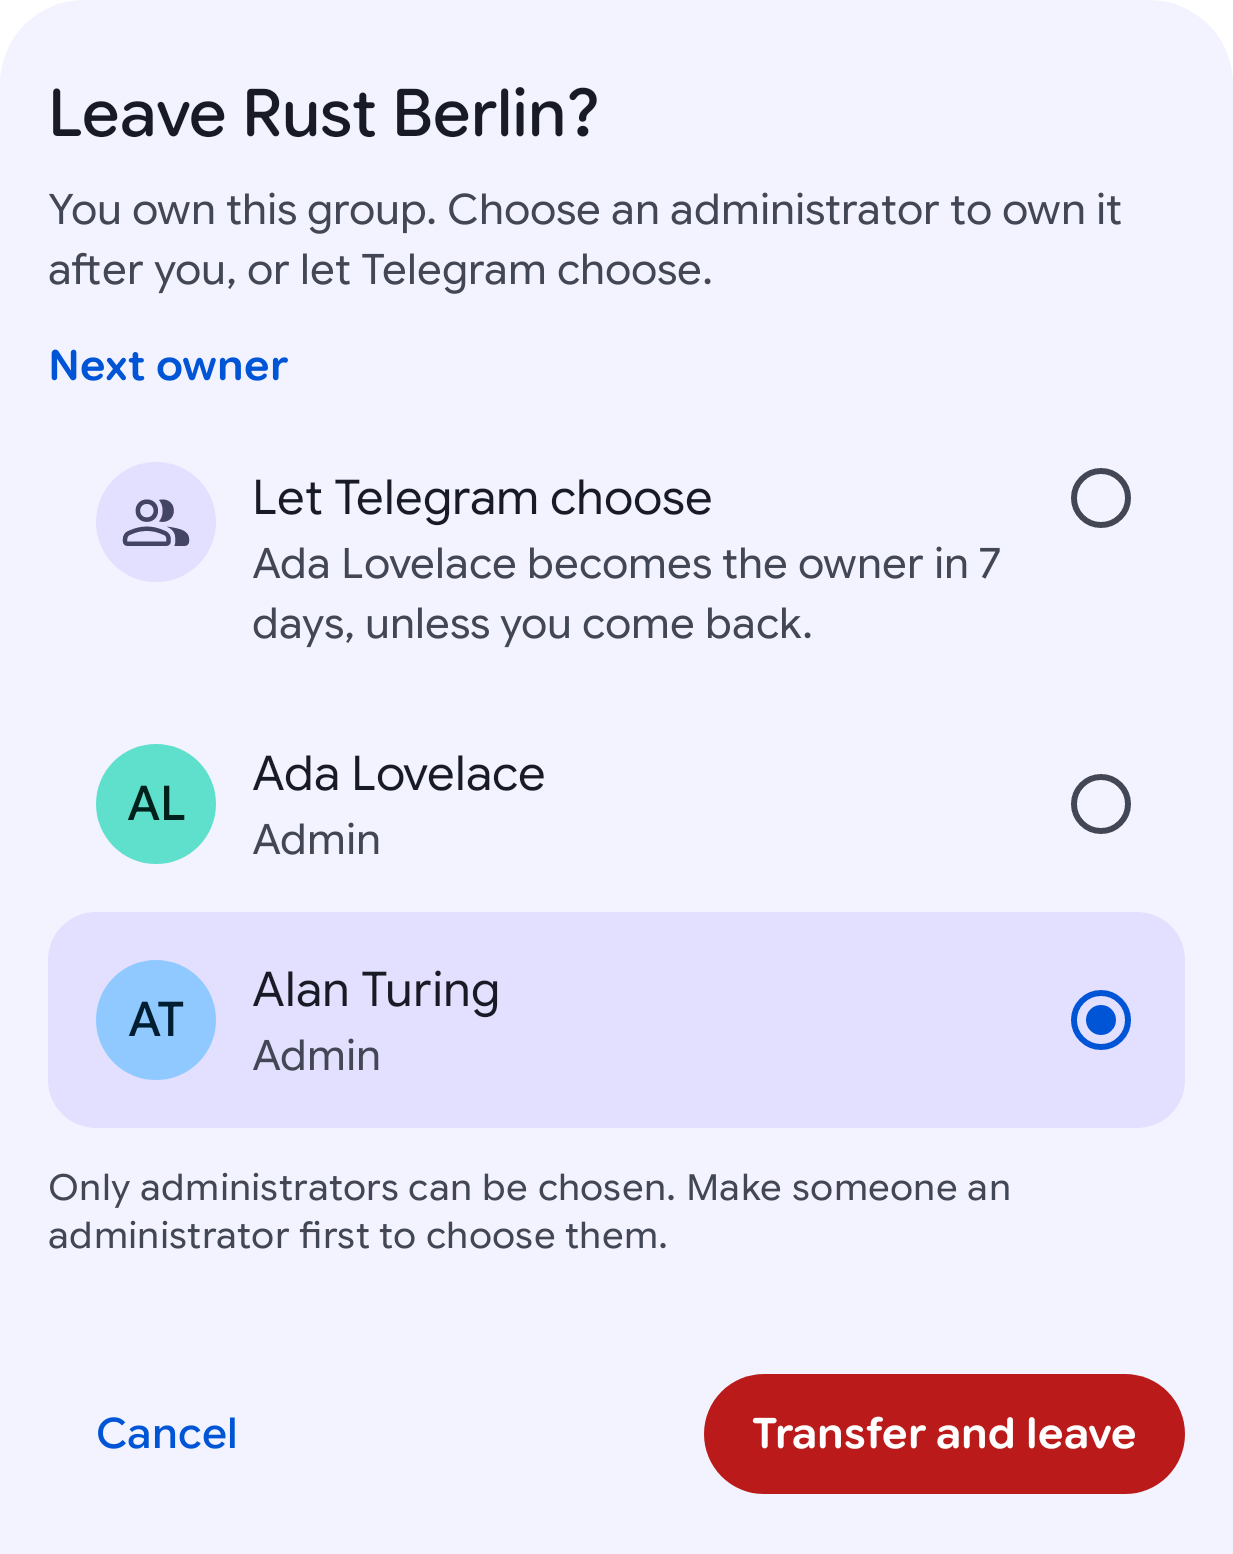 Leave Rust Berlin?
You own this group. Choose an administrator to own it
after you, or let Telegram choose.
Next owner
Let Telegram choose
Ada Lovelace becomes the owner in 7
days, unless you come back.
AL
Ada Lovelace
Admin
AT
Alan Turing
Admin
Only administrators can be chosen. Make someone an
administrator first to choose them.
Cancel
Transfer and leave